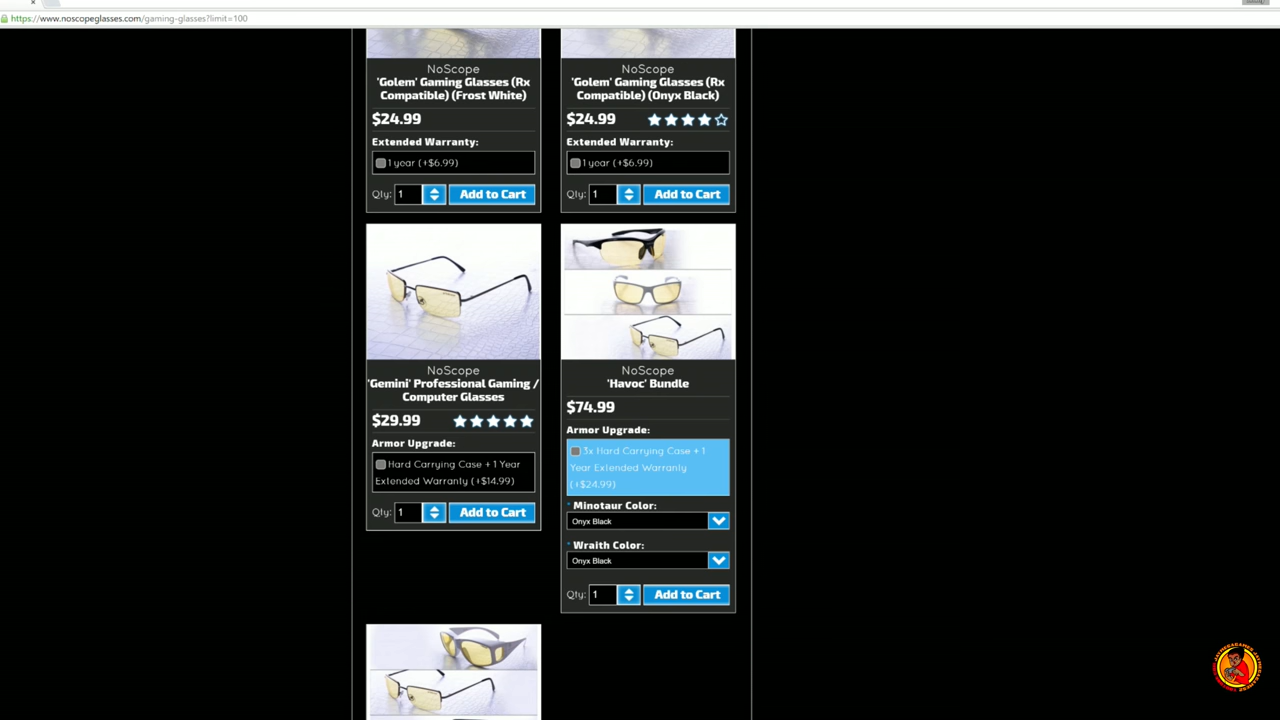 https://www.noscopeglasses.com/gaming-glasses?limit=100
NoScope
'Golem' Gaming Glasses (Rx
Compatible) (Frost White)
$24.99
Extended Warranty:
1 year (+$6.99)
Qty: 1 Add to Cart
NoScope
'Golem' Gaming Glasses (Rx
Compatible) (Onyx Black)
$24.99
Extended Warranty:
1 year (+$6.99)
Qty: 1 Add to Cart
NoScope
'Gemini' Professional Gaming /
Computer Glasses
$29.99
Armor Upgrade:
Hard Carrying Case + 1 Year
Extended Warranty (+$14.99)
Qty: 1 Add to Cart
NoScope
'Havoc' Bundle
$74.99
Armor Upgrade:
3x Hard Carrying Case + 1
Year Extended Warranty
(+$24.99)
* Minotaur Color:
Onyx Black
* Wraith Color:
Onyx Black
Qty: 1 Add to Cart